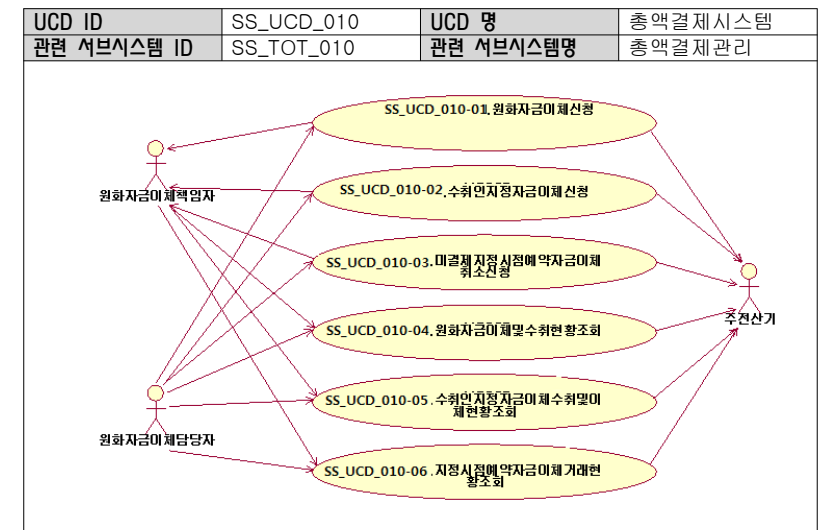 UCD ID SS_UCD_010 UCD 명 총액결제시스템
관련 서브시스템 ID SS_TOT_010 관련 서브시스템명 총액결제관리
SS_UCD_010-01.원화자금이체신청
원화자금이체책임자
SS_UCD_010-02.수취인지정자금이체신청
SS_UCD_010-03.미결제지정시점예약자금이체
취소신청
주전산기
SS_UCD_010-04.원화자금이체및수취현황조회
SS_UCD_010-05.수취인지정자금이체수취및이
체현황조회
원화자금이체담당자
SS_UCD_010-06.지정시점예약자금이체거래현
황조회